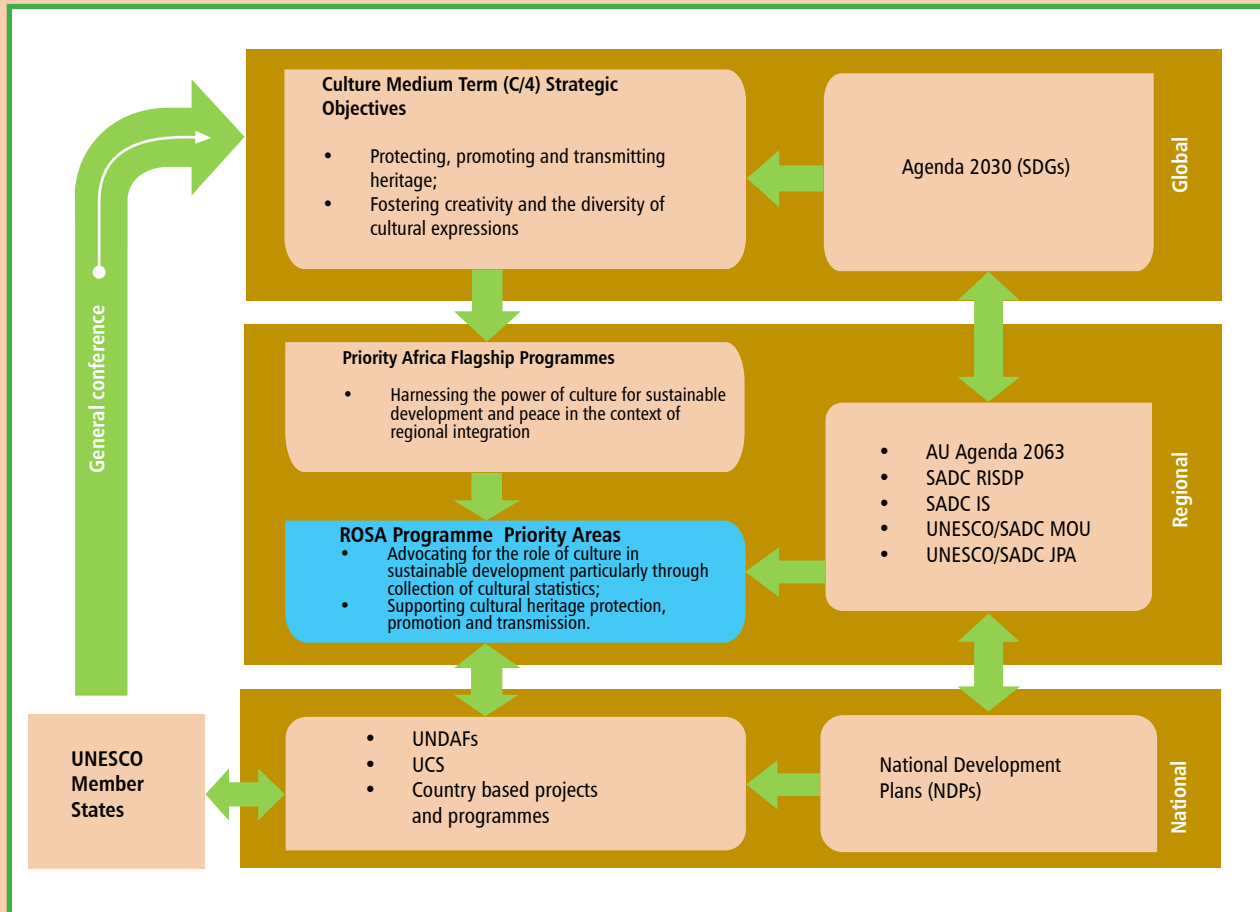 Culture Medium Term (C/4) Strategic
Objectives
• Protecting, promoting and transmitting
heritage;
• Fostering creativity and the diversity of
cultural expressions
Agenda 2030 (SDGs)
Global
General conference
Priority Africa Flagship Programmes
• Harnessing the power of culture for sustainable
development and peace in the context of
regional integration
ROSA Programme Priority Areas
• Advocating for the role of culture in
sustainable development particularly through
collection of cultural statistics;
• Supporting cultural heritage protection,
promotion and transmission.
• AU Agenda 2063
• SADC RISDP
• SADC IS
• UNESCO/SADC MOU
• UNESCO/SADC JPA
Regional
UNESCO
Member
States
• UNDAFs
• UCS
• Country based projects
and programmes
National Development
Plans (NDPs)
National